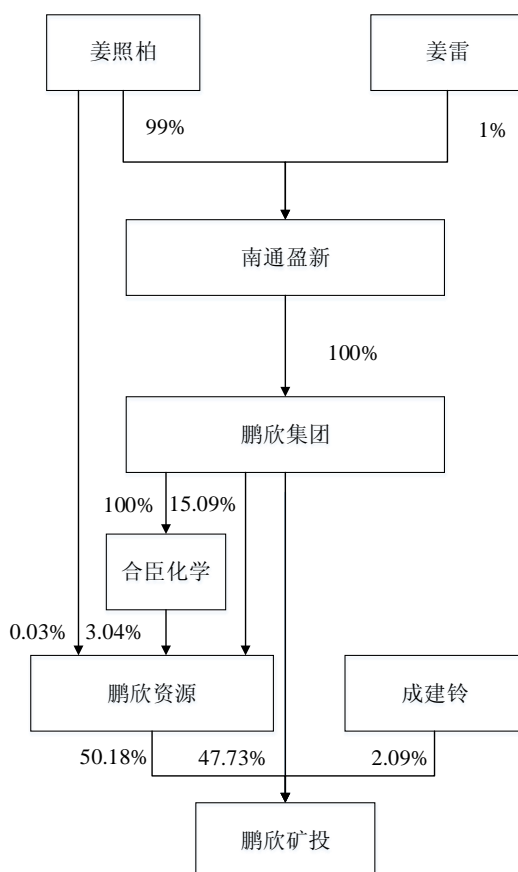 姜照柏
姜雷
99%
1%
南通盈新
100%
鹏欣集团
100%
15.09%
合臣化学
0.03%
3.04%
鹏欣资源
成建铃
50.18%
47.73%
2.09%
鹏欣矿投